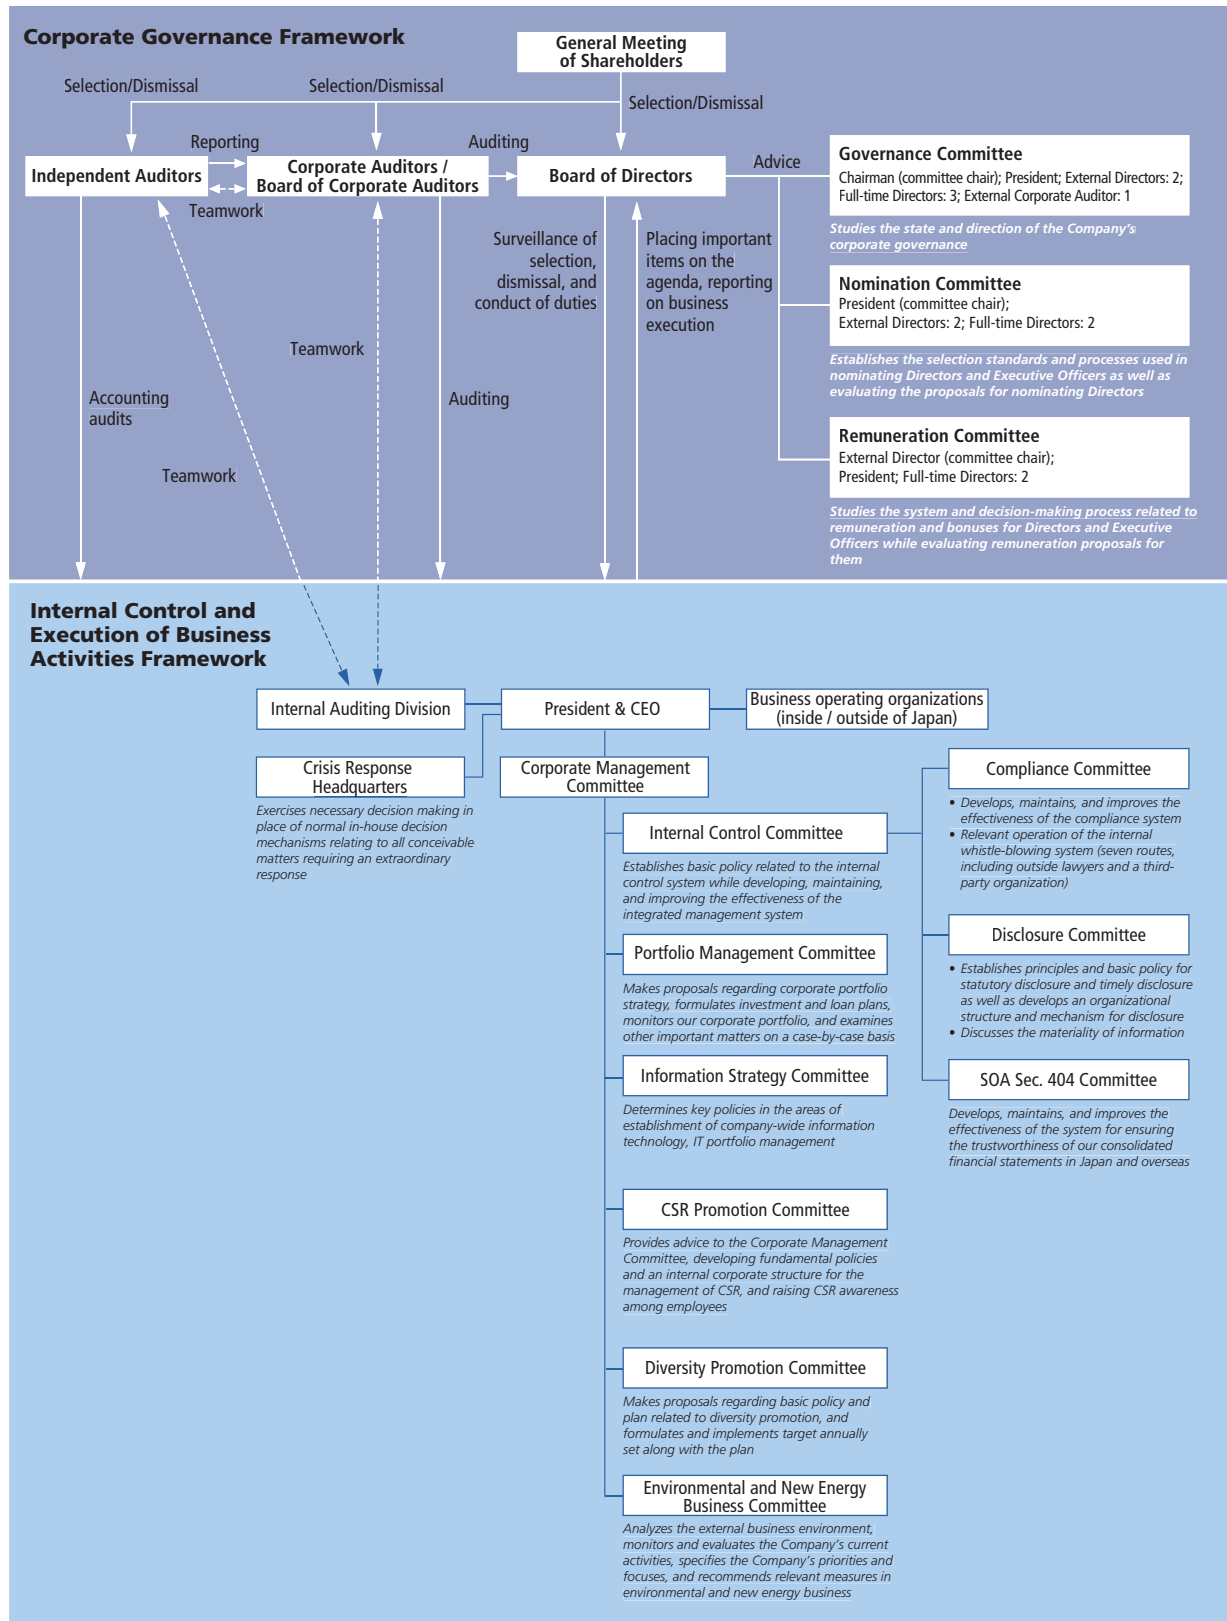 Corporate Governance Framework
General Meeting
of Shareholders
Selection/Dismissal
Selection/Dismissal
Selection/Dismissal
Reporting
Auditing
Advice
Independent Auditors
Corporate Auditors /
Board of Corporate Auditors
Board of Directors
Teamwork
Governance Committee
Chairman (committee chair); President; External Directors: 2;
Full-time Directors: 3; External Corporate Auditor: 1
Studies the state and direction of the Company's
corporate governance
Surveillance of
selection,
dismissal, and
conduct of duties
Placing important
items on the
agenda, reporting
on business
execution
Nomination Committee
President (committee chair);
External Directors: 2; Full-time Directors: 2
Establishes the selection standards and processes used in
nominating Directors and Executive Officers as well as
evaluating the proposals for nominating Directors
Teamwork
Accounting
audits
Auditing
Teamwork
Remuneration Committee
External Director (committee chair);
President; Full-time Directors: 2
Studies the system and decision-making process related to
remuneration and bonuses for Directors and Executive
Officers while evaluating remuneration proposals for
them
Internal Control and
Execution of Business
Activities Framework
Internal Auditing Division
President & CEO
Business operating organizations
(inside / outside of Japan)
Crisis Response
Headquarters
Exercises necessary decision making in
place of normal in-house decision
mechanisms relating to all conceivable
matters requiring an extraordinary
response
Corporate Management
Committee
Internal Control Committee
Establishes basic policy related to the internal
control system while developing, maintaining,
and improving the effectiveness of the
integrated management system
Compliance Committee
• Develops, maintains, and improves the
effectiveness of the compliance system
• Relevant operation of the internal
whistle-blowing system (seven routes,
including outside lawyers and a third-
party organization)
Portfolio Management Committee
Makes proposals regarding corporate portfolio
strategy, formulates investment and loan plans,
monitors our corporate portfolio, and examines
other important matters on a case-by-case basis
Disclosure Committee
• Establishes principles and basic policy for
statutory disclosure and timely disclosure
as well as develops an organizational
structure and mechanism for disclosure
• Discusses the materiality of information
Information Strategy Committee
Determines key policies in the areas of
establishment of company-wide information
technology, IT portfolio management
SOA Sec. 404 Committee
Develops, maintains, and improves the
effectiveness of the system for ensuring
the trustworthiness of our consolidated
financial statements in Japan and overseas
CSR Promotion Committee
Provides advice to the Corporate Management
Committee, developing fundamental policies
and an internal corporate structure for the
management of CSR, and raising CSR awareness
among employees
Diversity Promotion Committee
Makes proposals regarding basic policy and
plan related to diversity promotion, and
formulates and implements target annually
set along with the plan
Environmental and New Energy
Business Committee
Analyzes the external business environment,
monitors and evaluates the Company's current
activities, specifies the Company's priorities and
focuses, and recommends relevant measures in
environmental and new energy business